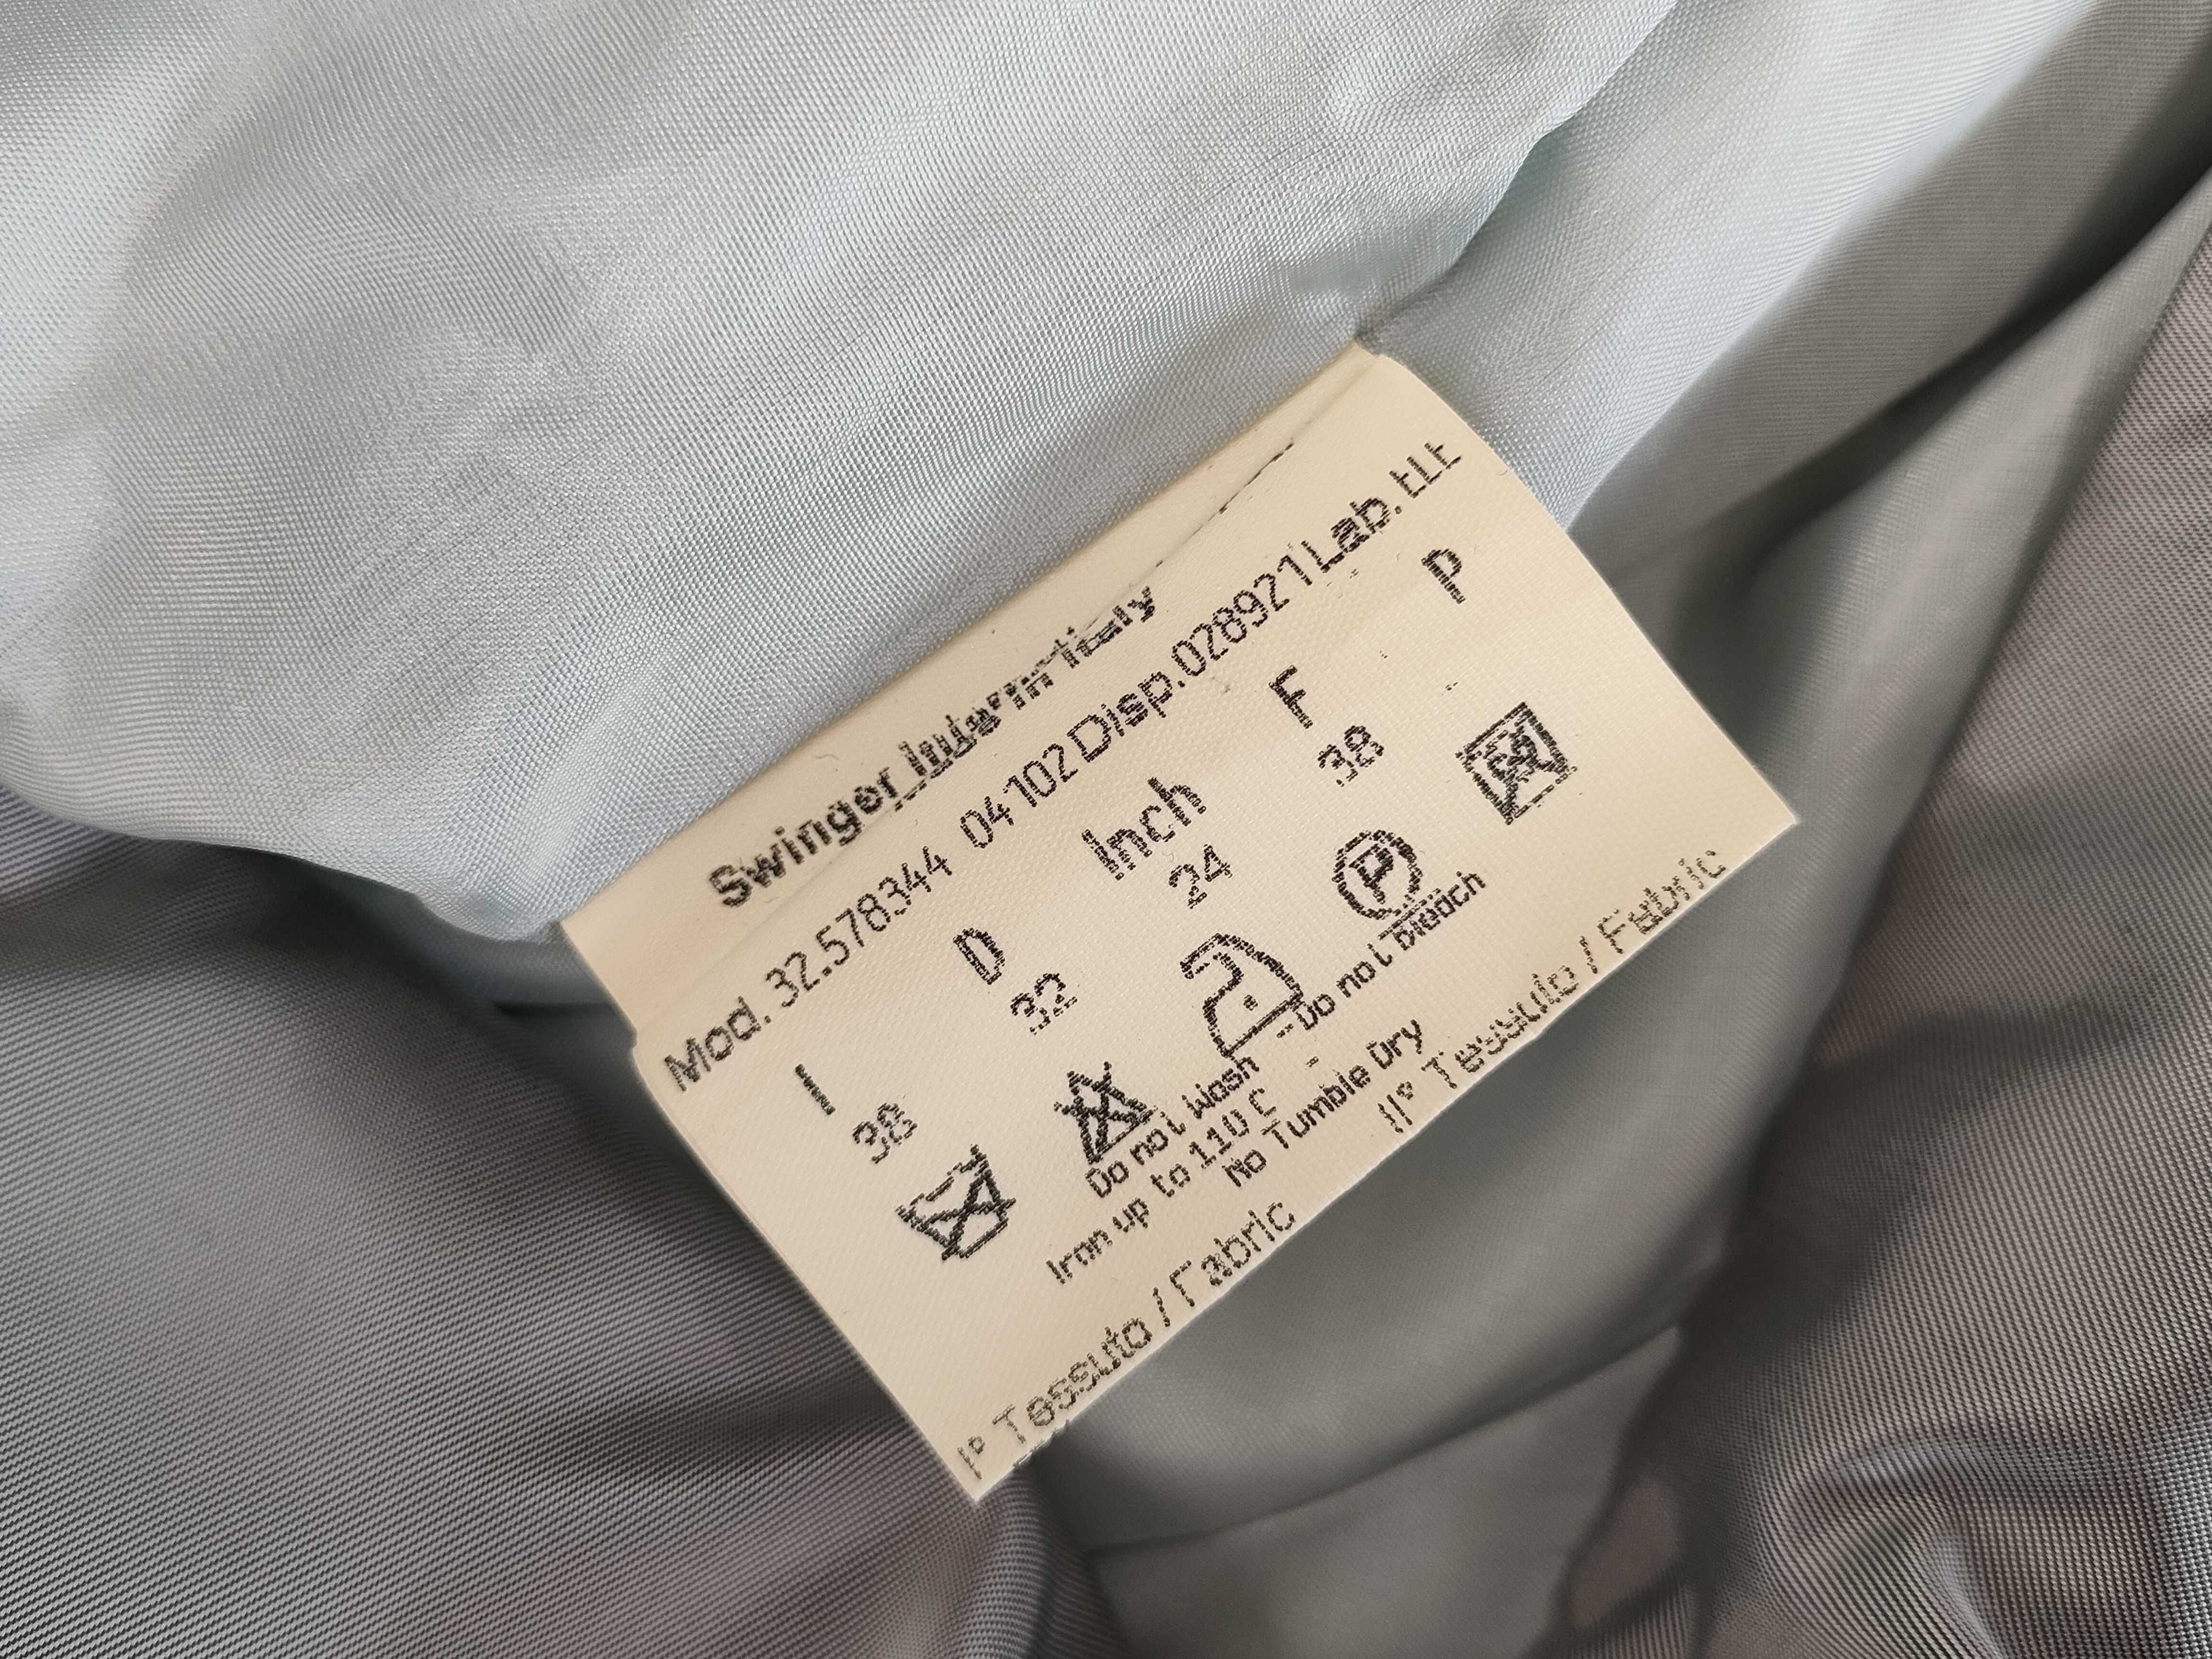 Swinger
Mod. 32.578344 04102 Disp.028921 Lab.
I D Inch F P
38 32 24 38
P
Do not Wash - Do not bleach
Iron up to 110 C -
No Tumble Dry
I° Tessuto / Fabric II° Tessuto / Fabric